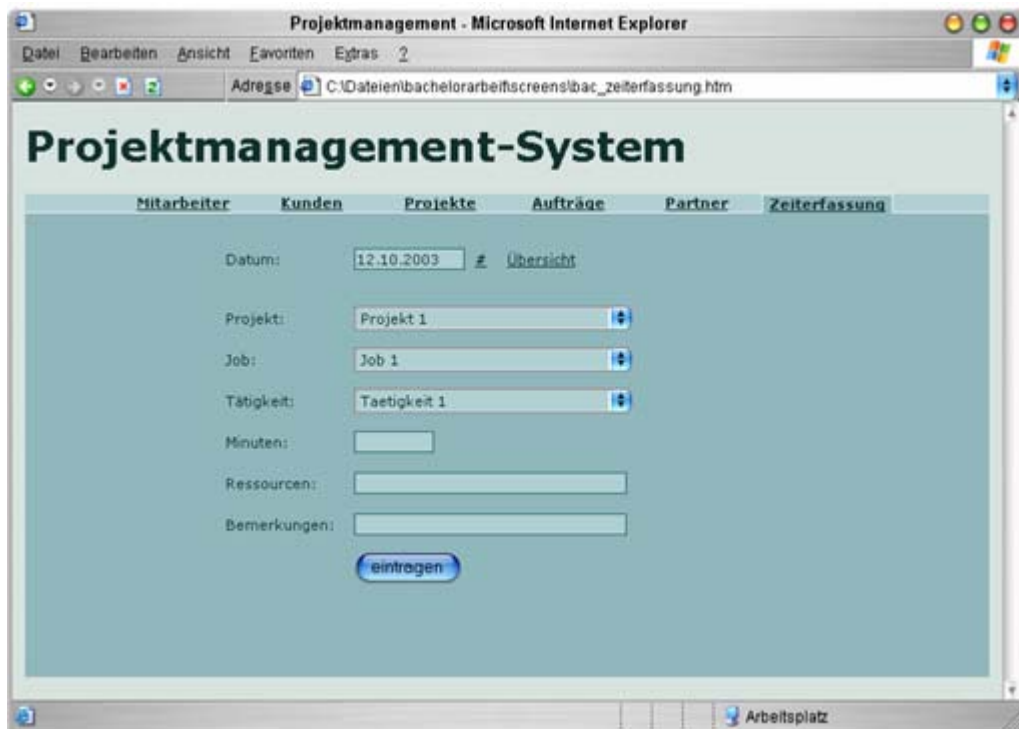 Projektmanagement - Microsoft Internet Explorer
Datei Bearbeiten Ansicht Favoriten Extras ?
Adresse C:\Dateien\bachelorarbeit\screens\bac_zeiterfassung.htm
Projektmanagement-System
Mitarbeiter Kunden Projekte Aufträge Partner Zeiterfassung
Datum: 12.10.2003 # Übersicht
Projekt: Projekt 1
Job: Job 1
Tätigkeit: Taetigkeit 1
Minuten:
Ressourcen:
Bemerkungen:
eintragen
Arbeitsplatz